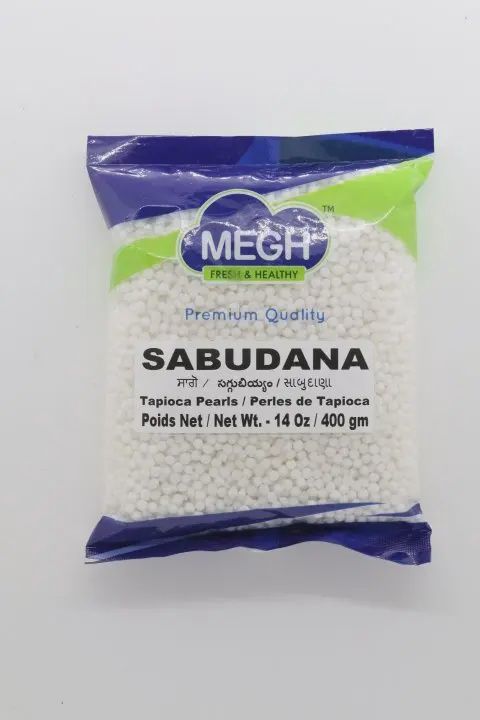 MEGH
TM
FRESH & HEALTHY
Premium Quality
SABUDANA
ਸਾਗੋ / సగ్గుబియ్యం / સાબુદાણા
Tapioca Pearls / Perles de Tapioca
Poids Net / Net Wt. - 14 Oz / 400 gm